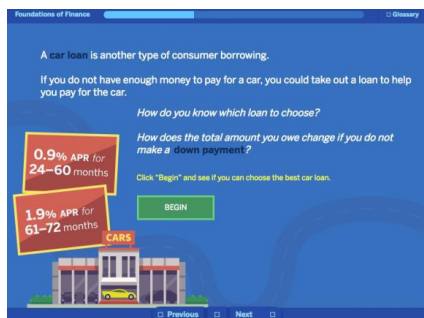 Foundations of Finance
Glossary
A car loan is another type of consumer borrowing.
If you do not have enough money to pay for a car, you could take out a loan to help
you pay for the car.
How do you know which loan to choose?
How does the total amount you owe change if you do not
make a down payment?
0.9% APR for
24–60 months
Click "Begin" and see if you can choose the best car loan.
1.9% APR for
61–72 months
BEGIN
CARS
Previous
Next